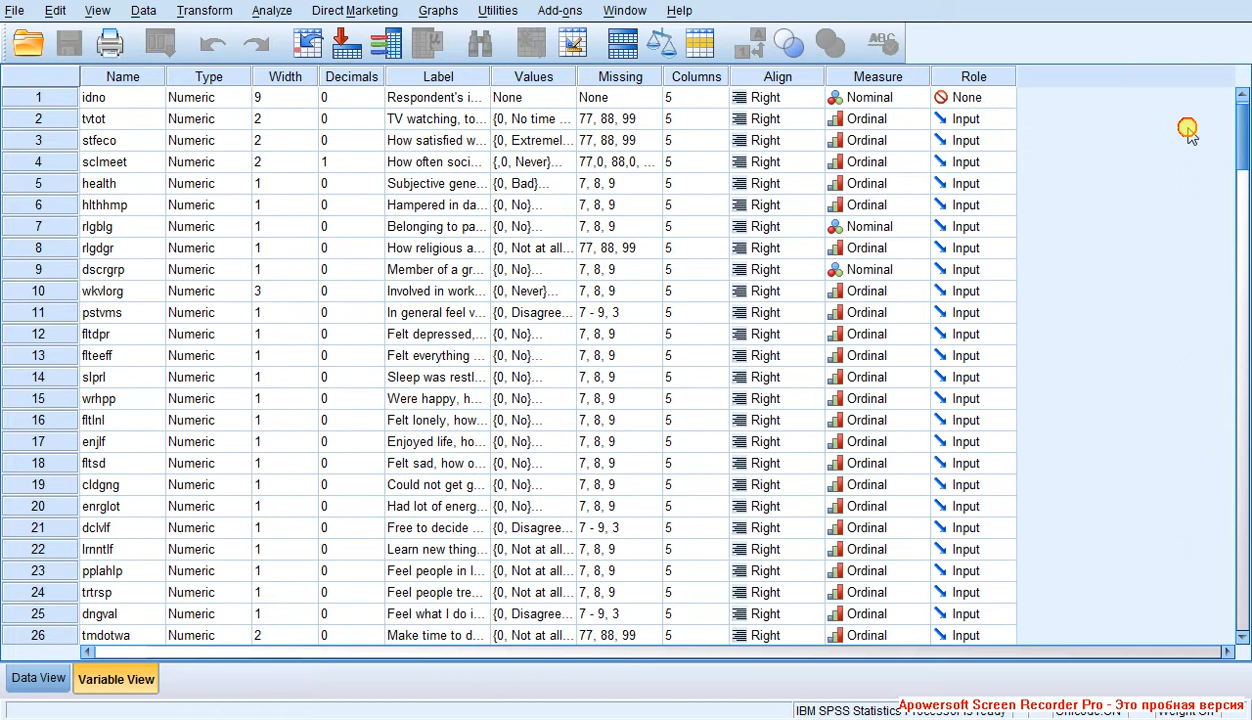 File Edit View Data Transform Analyze Direct Marketing Graphs Utilities Add-ons Window Help
Name Type Width Decimals Label Values Missing Columns Align Measure Role
1 idno Numeric 9 0 Respondent's i... None None 5 Right Nominal None
2 tvtot Numeric 2 0 TV watching, to... {0, No time ... 77, 88, 99 5 Right Ordinal Input
3 stfeco Numeric 2 0 How satisfied w... {0, Extremel... 77, 88, 99 5 Right Ordinal Input
4 sclmeet Numeric 2 1 How often soci... {,0, Never}... 77,0, 88,0, ... 5 Right Ordinal Input
5 health Numeric 1 0 Subjective gene... {0, Bad}... 7, 8, 9 5 Right Ordinal Input
6 hlthhmp Numeric 1 0 Hampered in da... {0, No}... 7, 8, 9 5 Right Ordinal Input
7 rlgblg Numeric 1 0 Belonging to pa... {0, No}... 7, 8, 9 5 Right Nominal Input
8 rlgdgr Numeric 1 0 How religious a... {0, Not at all... 77, 88, 99 5 Right Ordinal Input
9 dscrgrp Numeric 1 0 Member of a gr... {0, No}... 7, 8, 9 5 Right Nominal Input
10 wkvlorg Numeric 3 0 Involved in work... {0, Never}... 7, 8, 9 5 Right Ordinal Input
11 pstvms Numeric 1 0 In general feel v... {0, Disagree... 7 - 9, 3 5 Right Ordinal Input
12 fltdpr Numeric 1 0 Felt depressed,... {0, No}... 7, 8, 9 5 Right Ordinal Input
13 flteeff Numeric 1 0 Felt everything ... {0, No}... 7, 8, 9 5 Right Ordinal Input
14 slprl Numeric 1 0 Sleep was restl... {0, No}... 7, 8, 9 5 Right Ordinal Input
15 wrhpp Numeric 1 0 Were happy, h... {0, No}... 7, 8, 9 5 Right Ordinal Input
16 fltlnl Numeric 1 0 Felt lonely, how... {0, No}... 7, 8, 9 5 Right Ordinal Input
17 enjlf Numeric 1 0 Enjoyed life, ho... {0, No}... 7, 8, 9 5 Right Ordinal Input
18 fltsd Numeric 1 0 Felt sad, how o... {0, No}... 7, 8, 9 5 Right Ordinal Input
19 cldgng Numeric 1 0 Could not get g... {0, No}... 7, 8, 9 5 Right Ordinal Input
20 enrglot Numeric 1 0 Had lot of energ... {0, No}... 7, 8, 9 5 Right Ordinal Input
21 dclvlf Numeric 1 0 Free to decide ... {0, Disagree... 7 - 9, 3 5 Right Ordinal Input
22 lrnntlf Numeric 1 0 Learn new thing... {0, Not at all... 7, 8, 9 5 Right Ordinal Input
23 pplahlp Numeric 1 0 Feel people in l... {0, Not at all... 7, 8, 9 5 Right Ordinal Input
24 trtrsp Numeric 1 0 Feel people tre... {0, Not at all... 7, 8, 9 5 Right Ordinal Input
25 dngval Numeric 1 0 Feel what I do i... {0, Disagree... 7 - 9, 3 5 Right Ordinal Input
26 tmdotwa Numeric 2 0 Make time to d... {0, Not at all... 77, 88, 99 5 Right Ordinal Input
Data View Variable View
IBM SPSS Statistics Processor is ready Unicode:ON Weight On
Apowersoft Screen Recorder Pro - Это пробная версия